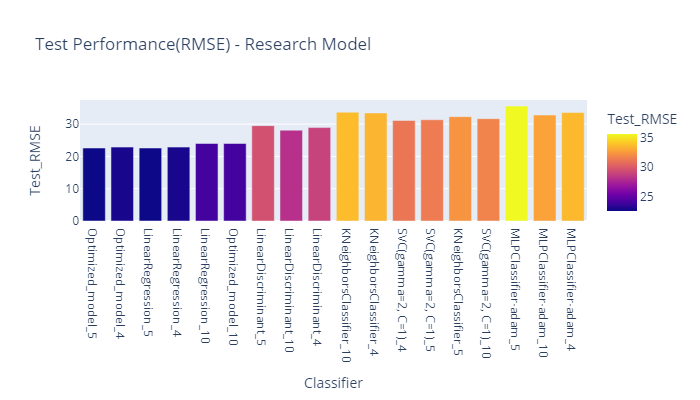 Test Performance(RMSE) - Research Model
Test_RMSE
30
20
10
0
Optimized_model_5
Optimized_model_4
LinearRegression_5
LinearRegression_4
LinearRegression_10
Optimized_model_10
LinearDiscriminant_5
LinearDiscriminant_10
LinearDiscriminant_4
KNeighborsClassifier_10
KNeighborsClassifier_4
SVC(gamma=2, C=1)_4
SVC(gamma=2, C=1)_5
KNeighborsClassifier_5
SVC(gamma=2, C=1)_10
MLPClassifier-adam_5
MLPClassifier-adam_10
MLPClassifier-adam_4
Classifier
Test_RMSE
35
30
25